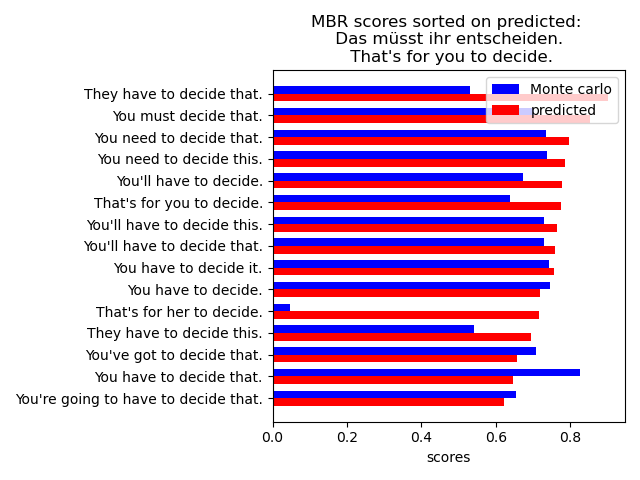 MBR scores sorted on predicted:
Das müsst ihr entscheiden.
That's for you to decide.
Monte carlo
predicted
They have to decide that.
You must decide that.
You need to decide that.
You need to decide this.
You'll have to decide.
That's for you to decide.
You'll have to decide this.
You'll have to decide that.
You have to decide it.
You have to decide.
That's for her to decide.
They have to decide this.
You've got to decide that.
You have to decide that.
You're going to have to decide that.
0.0 0.2 0.4 0.6 0.8
scores